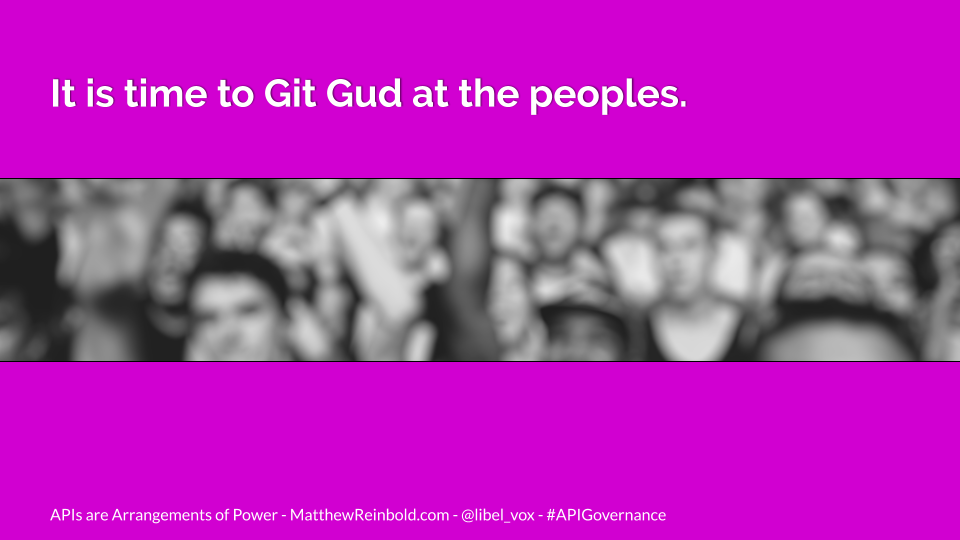 It is time to Git Gud at the peoples.
APIs are Arrangements of Power - MatthewReinbold.com - @libel_vox - #APIGovernance